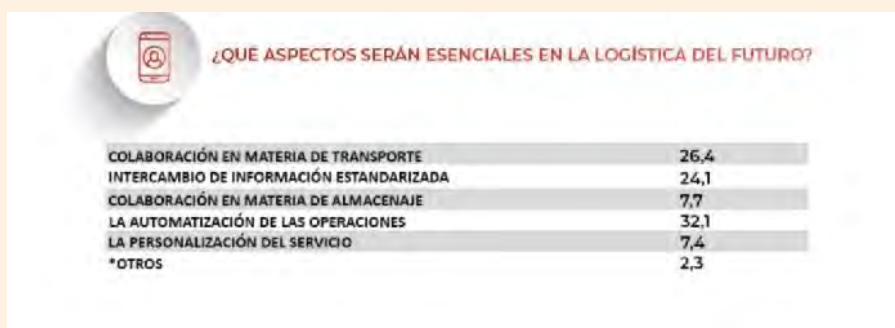 ¿QUÉ ASPECTOS SERÁN ESENCIALES EN LA LOGÍSTICA DEL FUTURO?
COLABORACIÓN EN MATERIA DE TRANSPORTE 26,4
INTERCAMBIO DE INFORMACIÓN ESTANDARIZADA 24,1
COLABORACIÓN EN MATERIA DE ALMACENAJE 7,7
LA AUTOMATIZACIÓN DE LAS OPERACIONES 32,1
LA PERSONALIZACIÓN DEL SERVICIO 7,4
*OTROS 2,3